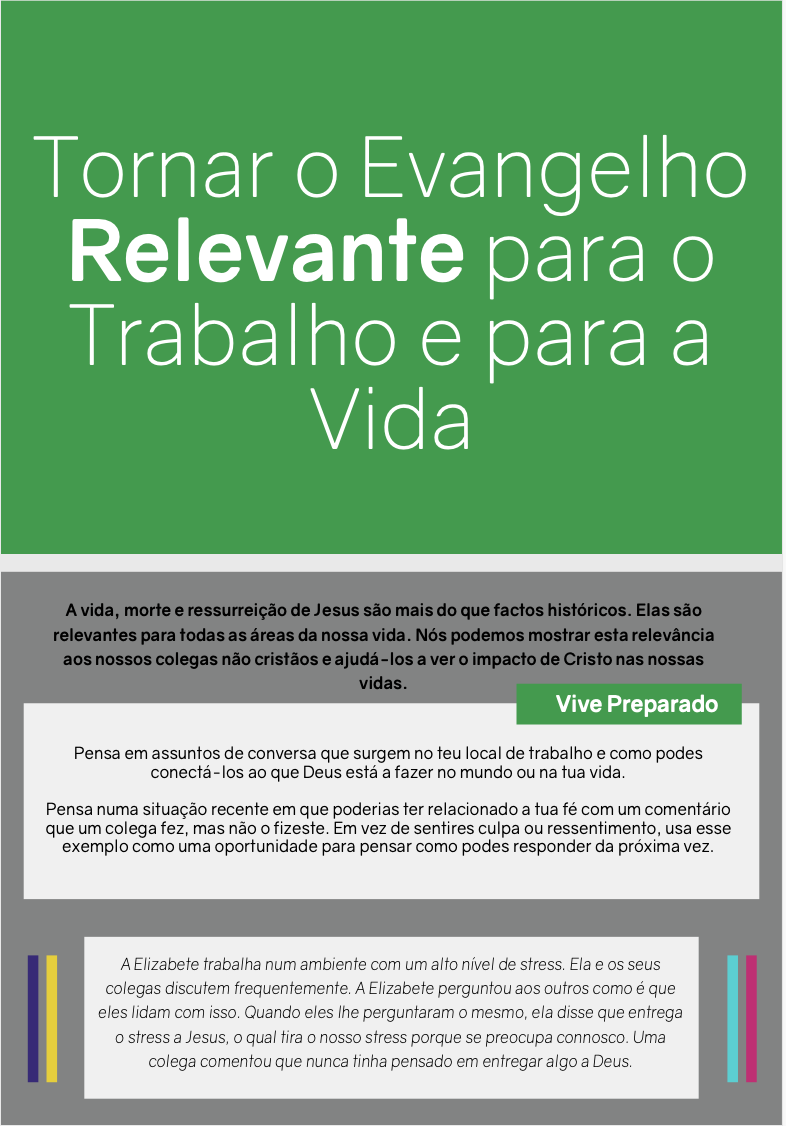 Tornar o Evangelho
Relevante para o
Trabalho e para a
Vida
A vida, morte e ressurreição de Jesus são mais do que factos históricos. Elas são
relevantes para todas as áreas da nossa vida. Nós podemos mostrar esta relevância
aos nossos colegas não cristãos e ajudá-los a ver o impacto de Cristo nas nossas
vidas.
Vive Preparado
Pensa em assuntos de conversa que surgem no teu local de trabalho e como podes
conectá-los ao que Deus está a fazer no mundo ou na tua vida.
Pensa numa situação recente em que poderias ter relacionado a tua fé com um comentário
que um colega fez, mas não o fizeste. Em vez de sentires culpa ou ressentimento, usa esse
exemplo como uma oportunidade para pensar como podes responder da próxima vez.
A Elizabete trabalha num ambiente com um alto nível de stress. Ela e os seus
colegas discutem frequentemente. A Elizabete perguntou aos outros como é que
eles lidam com isso. Quando eles lhe perguntaram o mesmo, ela disse que entrega
o stress a Jesus, o qual tira o nosso stress porque se preocupa connosco. Uma
colega comentou que nunca tinha pensado em entregar algo a Deus.